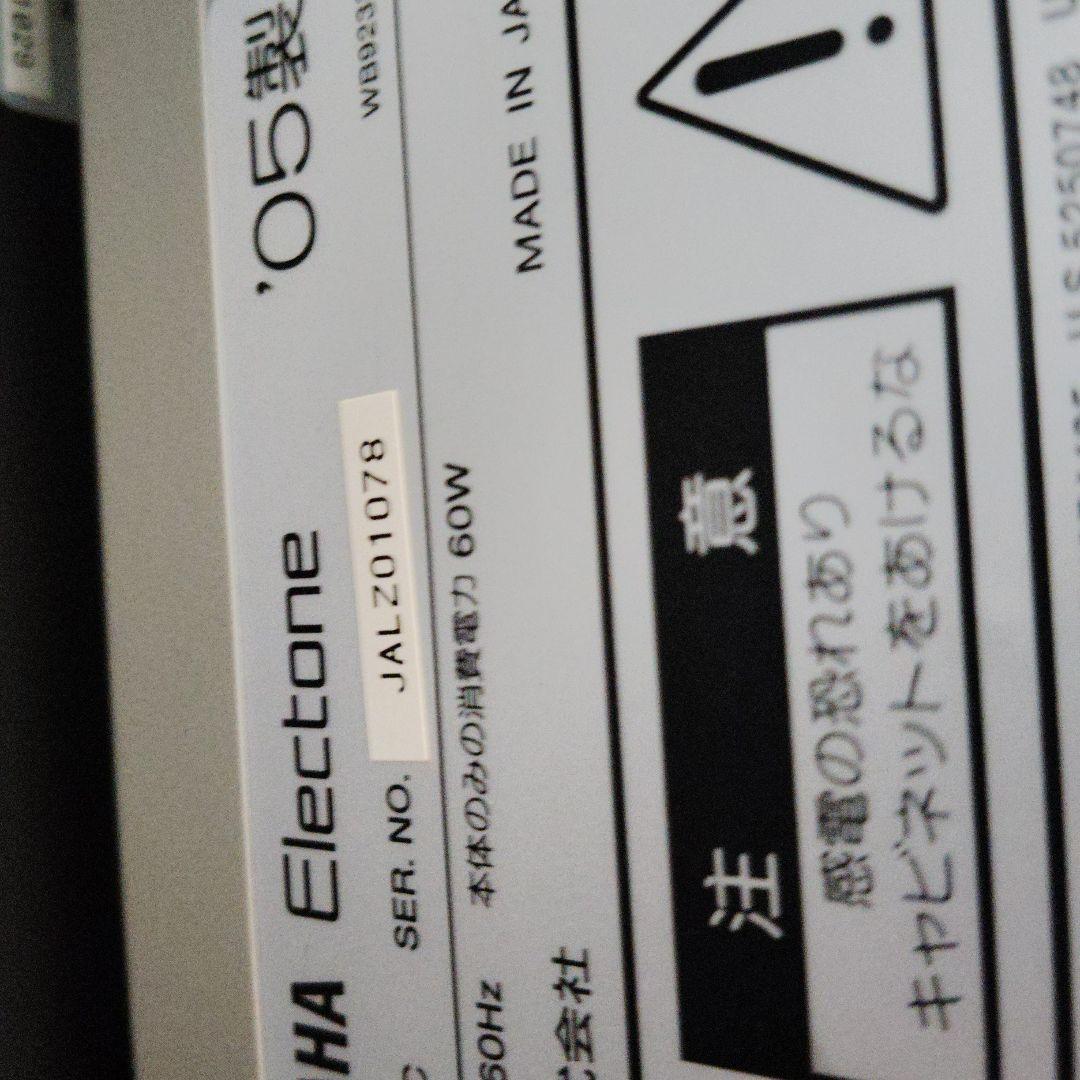 HA Electone '05製
SER. NO. JALZ01078 WB923
60Hz 本体のみの消費電力 60W
式会社 MADE IN JA
注意
感電の恐れあり
キャビネットをあけるな
U.S. 5250748